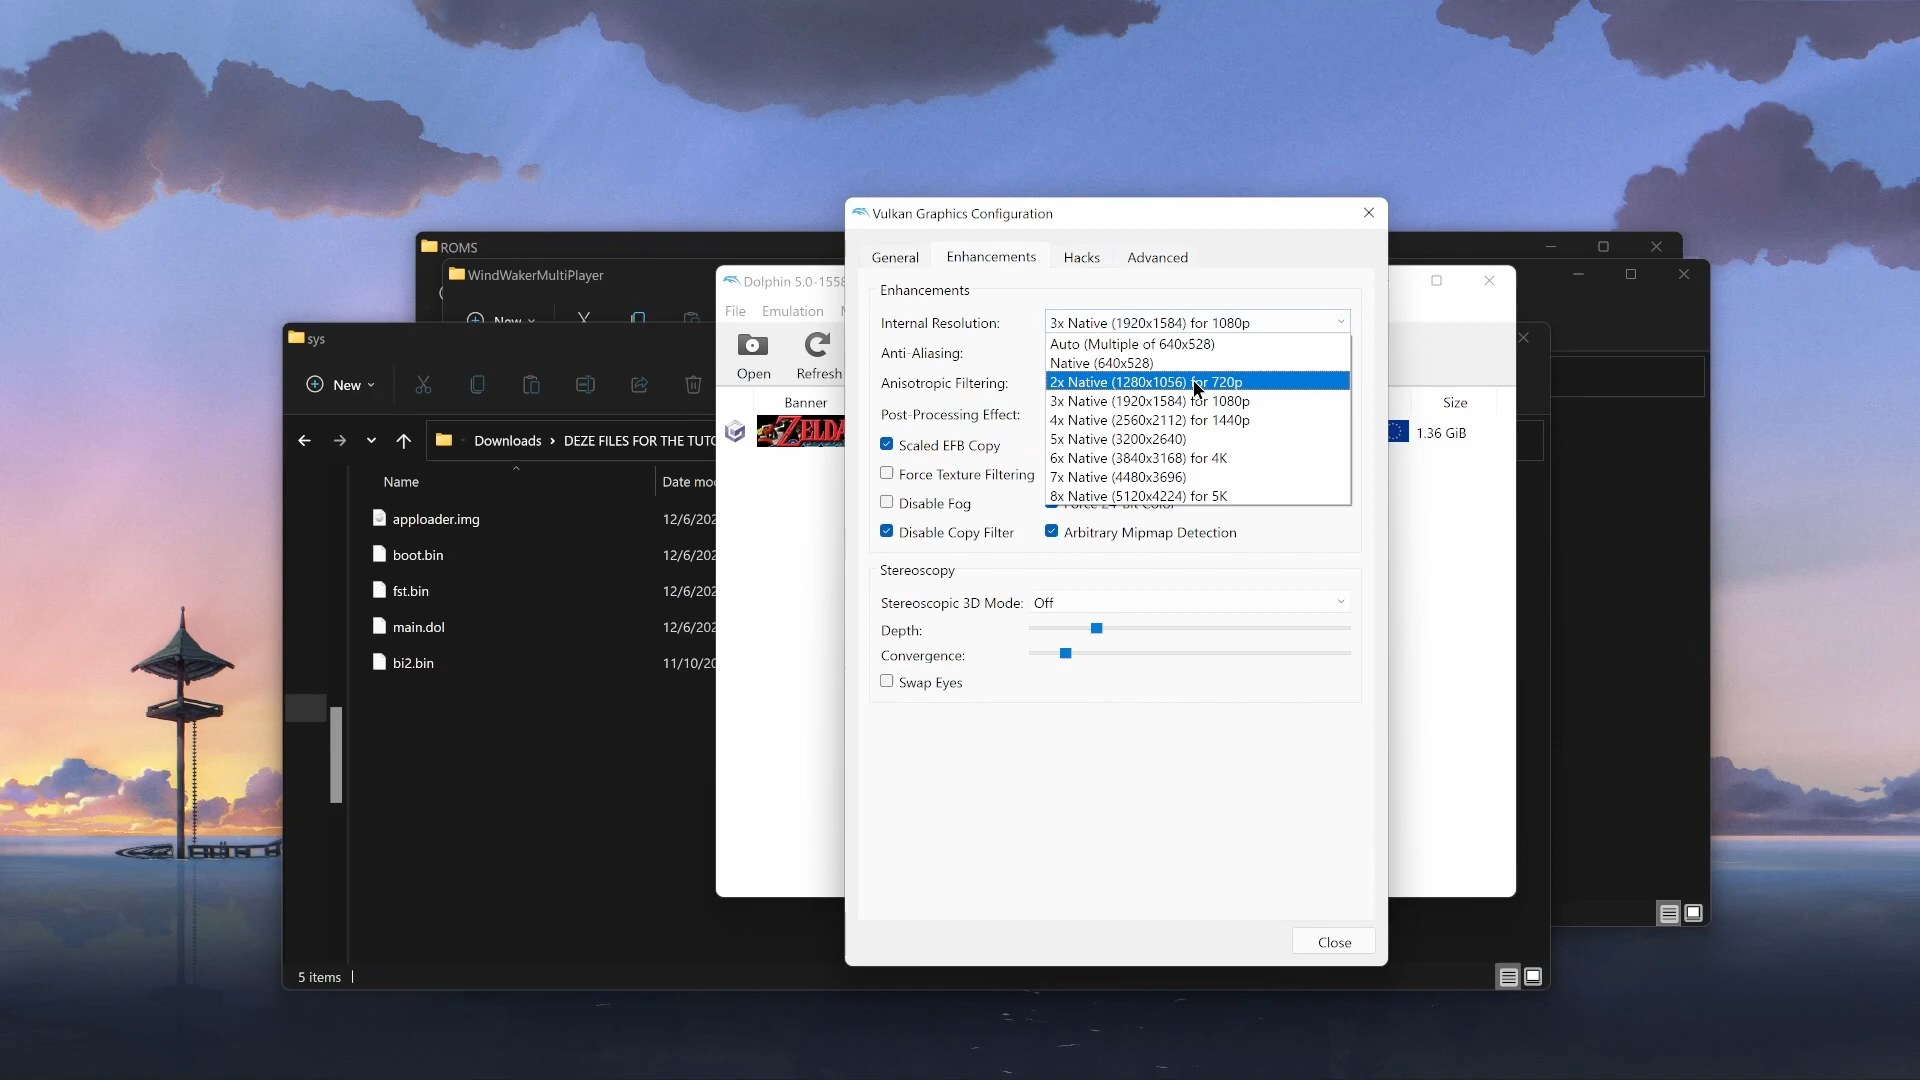 ROMS
WindWakerMultiPlayer
New
sys
New
Downloads › DEZE FILES FOR THE TUTO
Name
Date mo
apploader.img
12/6/202
boot.bin
12/6/202
fst.bin
12/6/202
main.dol
12/6/202
bi2.bin
11/10/20
5 items
Dolphin 5.0-1558
File Emulation
Open
Refresh
Banner
Size
ZELDA
1.36 GiB
Vulkan Graphics Configuration
General
Enhancements
Hacks
Advanced
Enhancements
Internal Resolution:
3x Native (1920x1584) for 1080p
Auto (Multiple of 640x528)
Native (640x528)
2x Native (1280x1056) for 720p
3x Native (1920x1584) for 1080p
4x Native (2560x2112) for 1440p
5x Native (3200x2640)
6x Native (3840x3168) for 4K
7x Native (4480x3696)
8x Native (5120x4224) for 5K
Anti-Aliasing:
Anisotropic Filtering:
Post-Processing Effect:
Scaled EFB Copy
Force Texture Filtering
Disable Fog
Force 24-Bit Color
Disable Copy Filter
Arbitrary Mipmap Detection
Stereoscopy
Stereoscopic 3D Mode:
Off
Depth:
Convergence:
Swap Eyes
Close